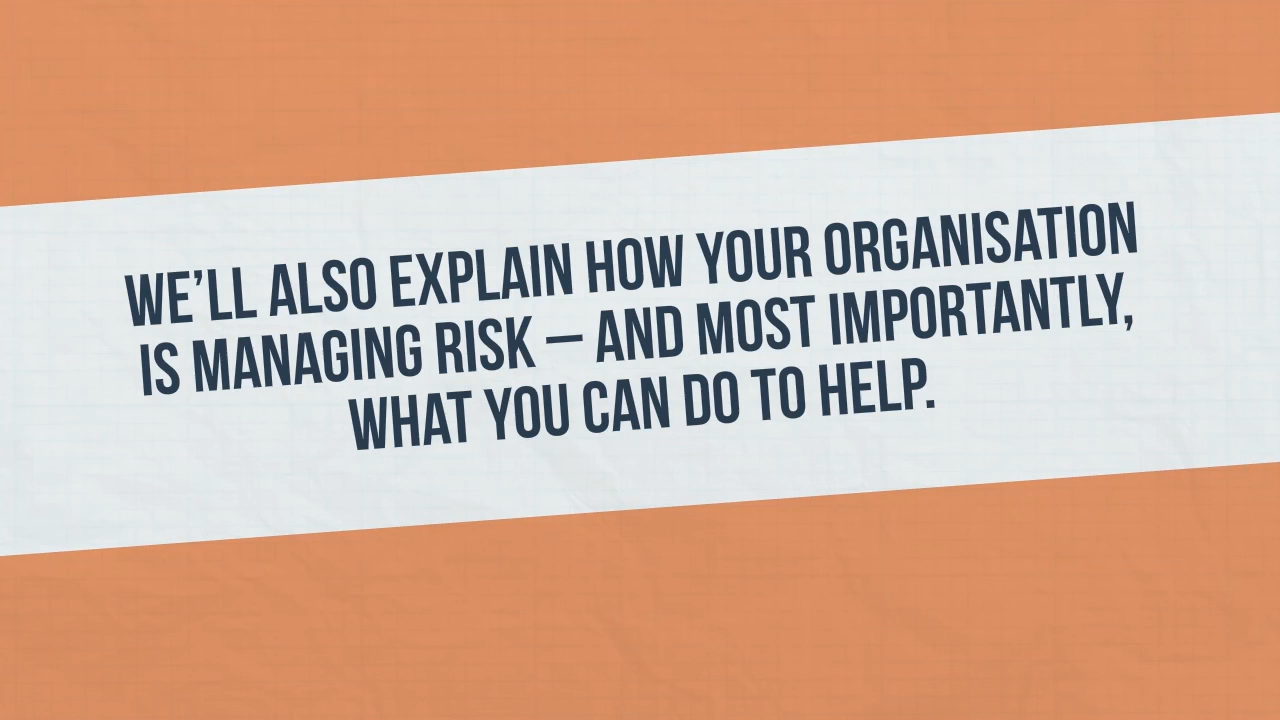 WE’LL ALSO EXPLAIN HOW YOUR ORGANISATION
IS MANAGING RISK – AND MOST IMPORTANTLY,
WHAT YOU CAN DO TO HELP.